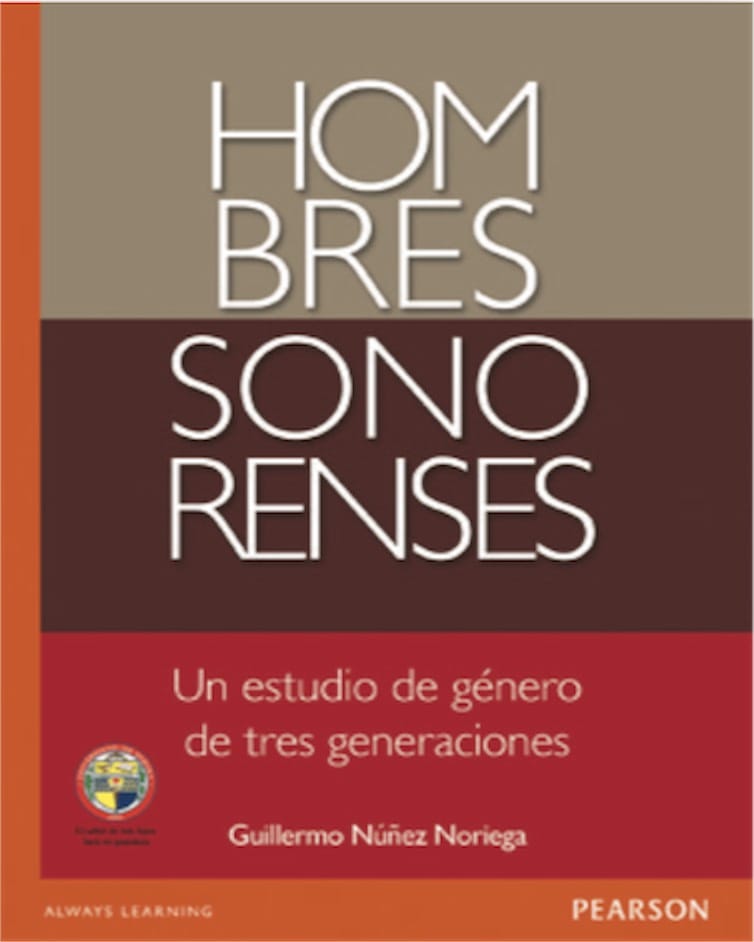 HOM
BRES
SONO
RENSES
Un estudio de género
de tres generaciones
Guillermo Núñez Noriega
ALWAYS LEARNING
PEARSON